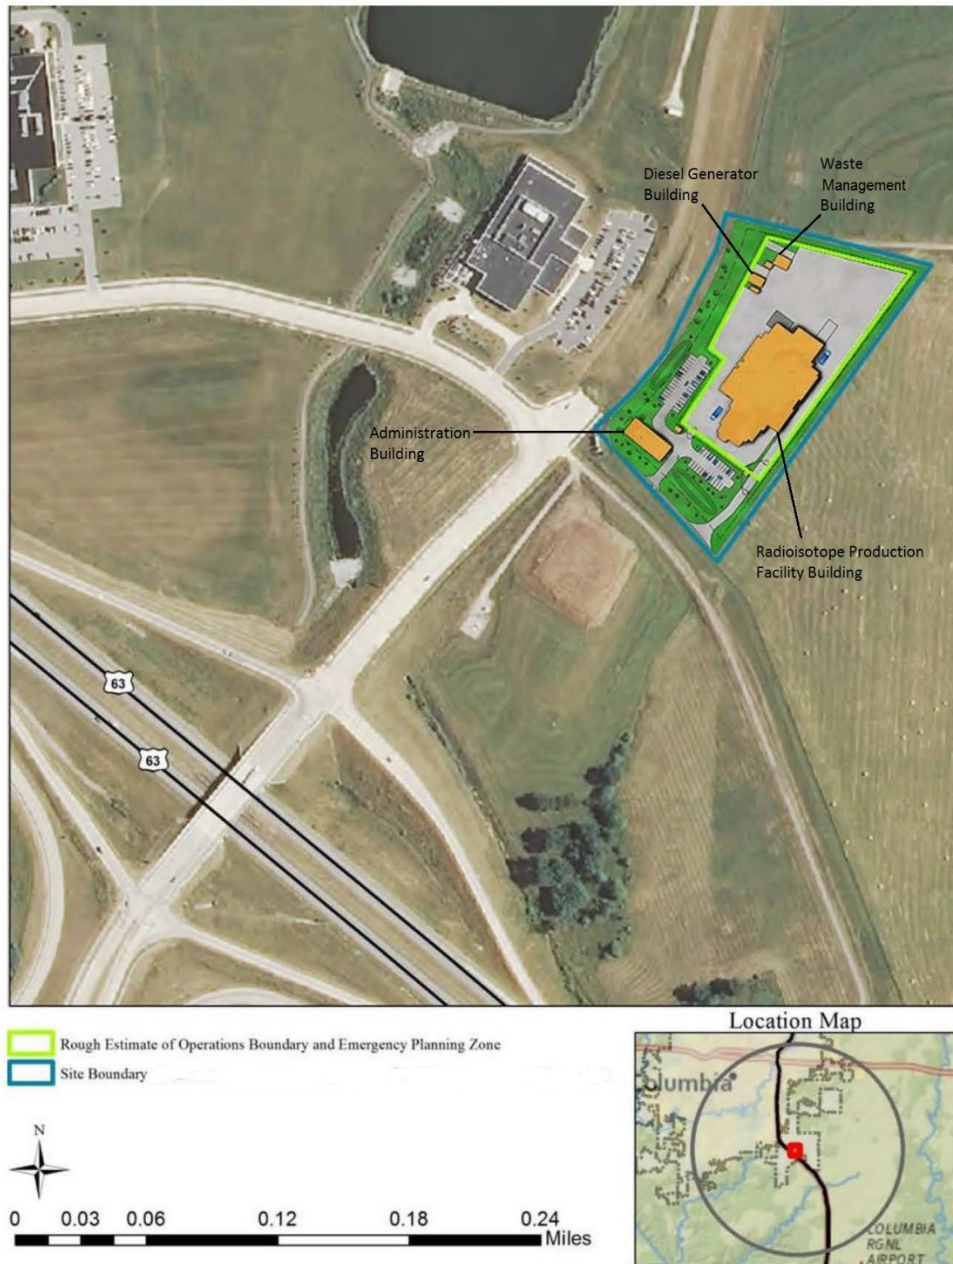 Diesel Generator
Building
Waste
Management
Building
Administration
Building
Radioisotope Production
Facility Building
63
63
Rough Estimate of Operations Boundary and Emergency Planning Zone
Site Boundary
N
0 0.03 0.06 0.12 0.18 0.24
Miles
Location Map
olumbia
COLUMBIA
RGNL
AIRPORT